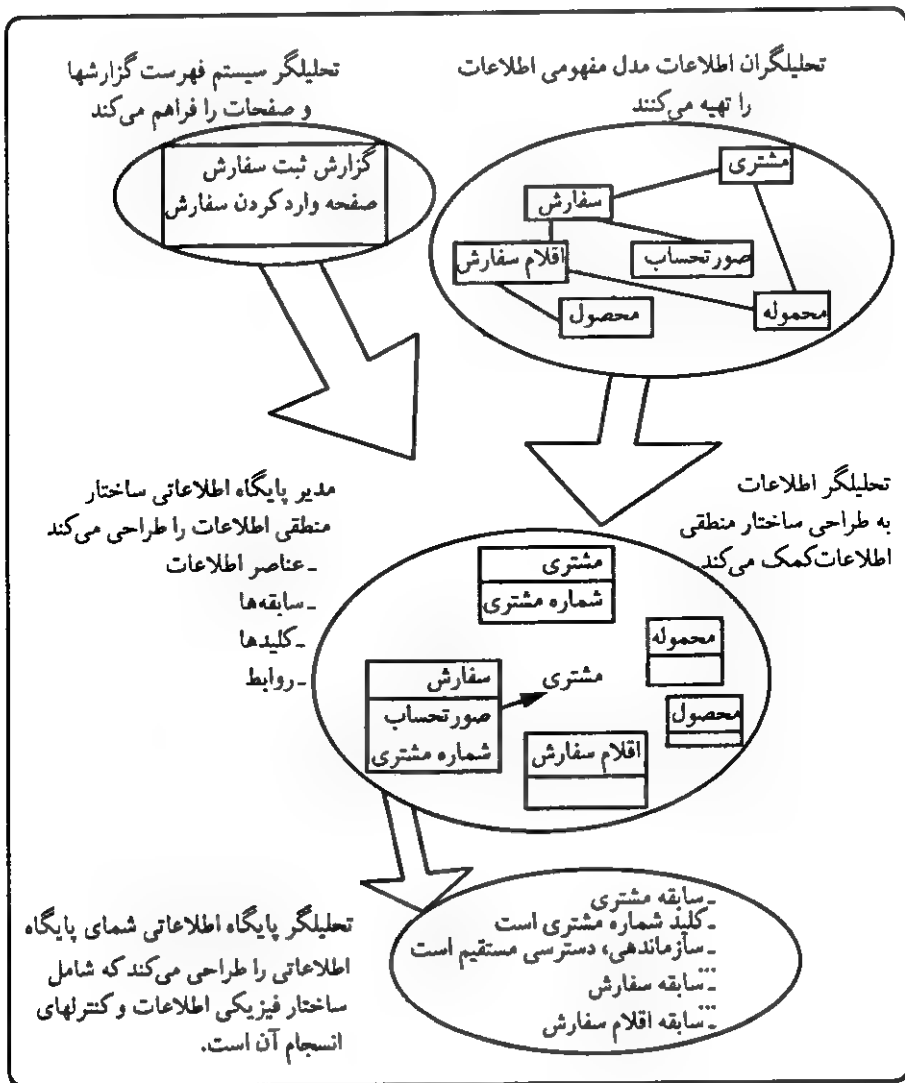 تحلیلگران اطلاعات مدل مفهومی اطلاعات
را تهیه می‌کنند
مشتری
سفارش
اقلام سفارش
صورتحساب
محصول
محموله
تحلیلگر سیستم فهرست گزارشها
و صفحات را فراهم می‌کند
گزارش ثبت سفارش
صفحه وارد کردن سفارش
تحلیلگر اطلاعات
به طراحی ساختار منطقی
اطلاعات کمک می‌کند
مدیر پایگاه اطلاعاتی ساختار
منطقی اطلاعات را طراحی می‌کند
ـ عناصر اطلاعات
ـ سابقه‌ها
ـ کلیدها
ـ روابط
مشتری
شماره مشتری
محموله
محصول
مشتری
سفارش
صورتحساب
شماره مشتری
اقلام سفارش
ـ سابقه مشتری
ـ کلید شماره مشتری است
ـ سازماندهی، دسترسی مستقیم است
...
ـ سابقه سفارش
...
ـ سابقه اقلام سفارش
تحلیلگر پایگاه اطلاعاتی شمای پایگاه
اطلاعاتی را طراحی می‌کند که شامل
ساختار فیزیکی اطلاعات و کنترلهای
انسجام آن است.